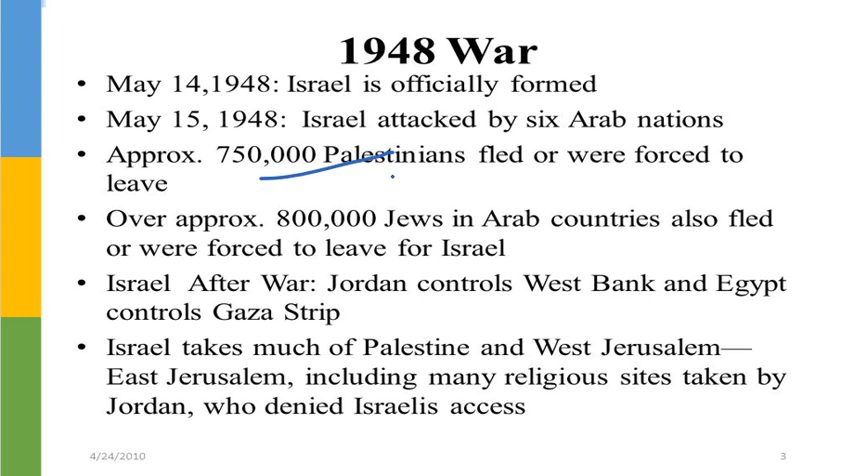 1948 War
• May 14,1948: Israel is officially formed
• May 15, 1948: Israel attacked by six Arab nations
• Approx. 750,000 Palestinians fled or were forced to
leave
• Over approx. 800,000 Jews in Arab countries also fled
or were forced to leave for Israel
• Israel After War: Jordan controls West Bank and Egypt
controls Gaza Strip
• Israel takes much of Palestine and West Jerusalem—
East Jerusalem, including many religious sites taken by
Jordan, who denied Israelis access
4/24/2010 3